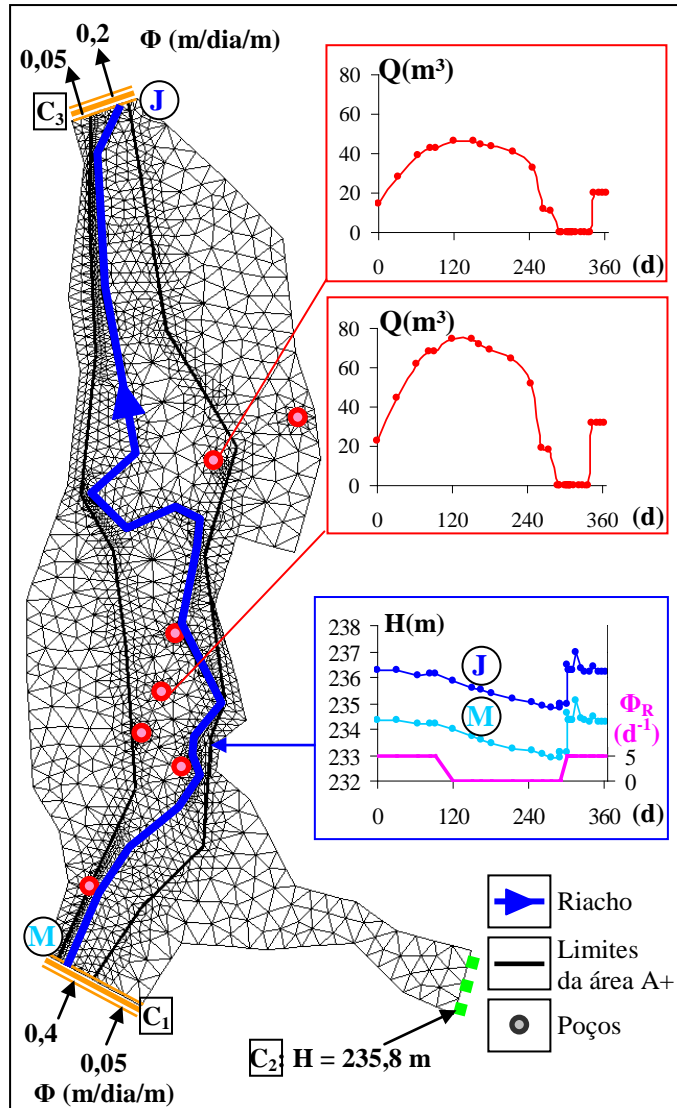 0,2 Φ (m/dia/m)
0,05
C₃ J
Q(m³)
80
60
40
20
0
0 120 240 360
(d)
Q(m³)
80
60
40
20
0
0 120 240 360
(d)
H(m)
238
237
236
235
234
233
232
J
M
Φ_R
(d⁻¹)
5
0
0 120 240 360
(d)
M
C₁
0,4
0,05
Φ (m/dia/m)
C₂: H = 235,8 m
Riacho
Limites
da área A+
Poços